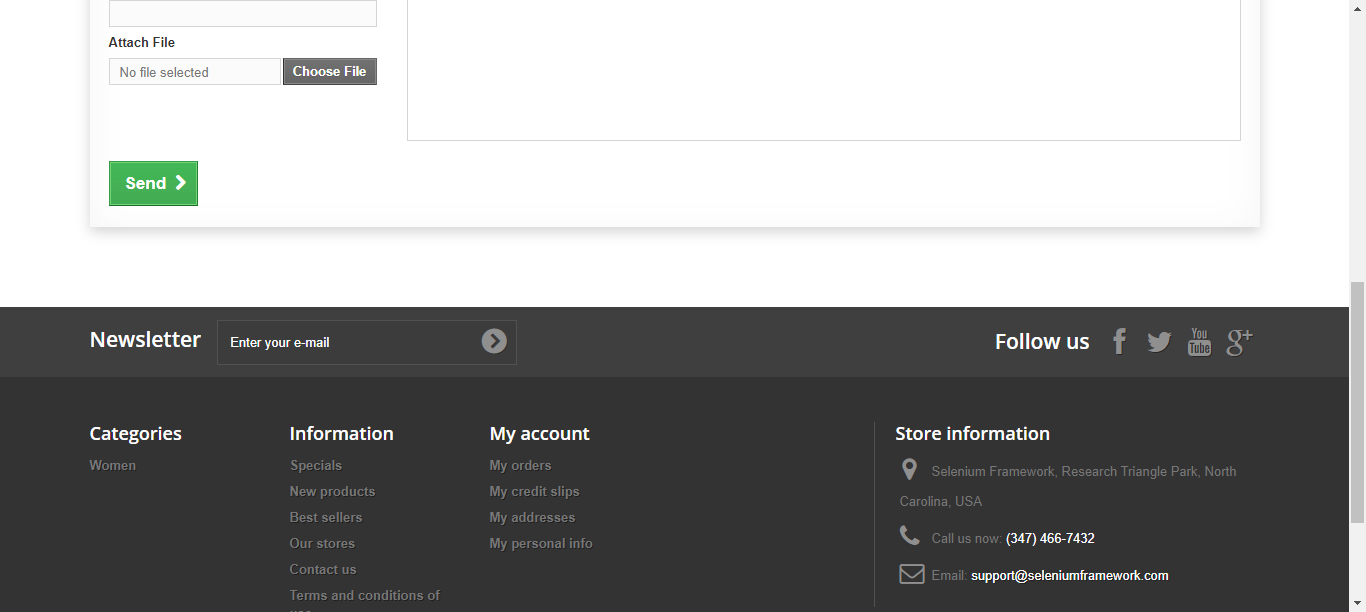 Attach File
No file selected
Choose File
Send
Newsletter
Enter your e-mail
Follow us
You
Tube
g+
Categories
Women
Information
Specials
New products
Best sellers
Our stores
Contact us
Terms and conditions of
My account
My orders
My credit slips
My addresses
My personal info
Store information
Selenium Framework, Research Triangle Park, North
Carolina, USA
Call us now: (347) 466-7432
Email: support@seleniumframework.com